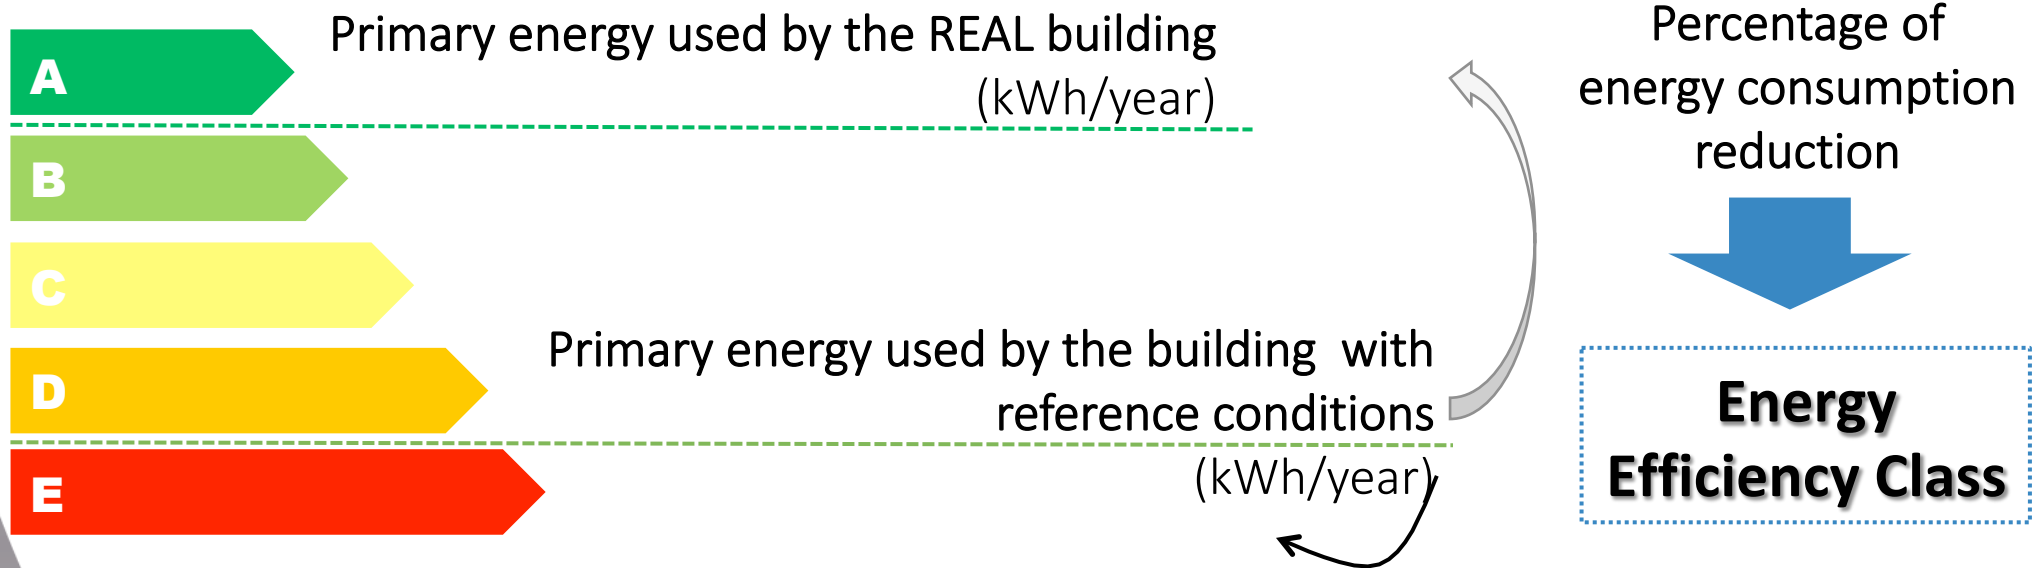 A
Primary energy used by the REAL building
(kWh/year)
B
C
D
Primary energy used by the building with
reference conditions
(kWh/year)
E
Percentage of
energy consumption
reduction
Energy
Efficiency Class